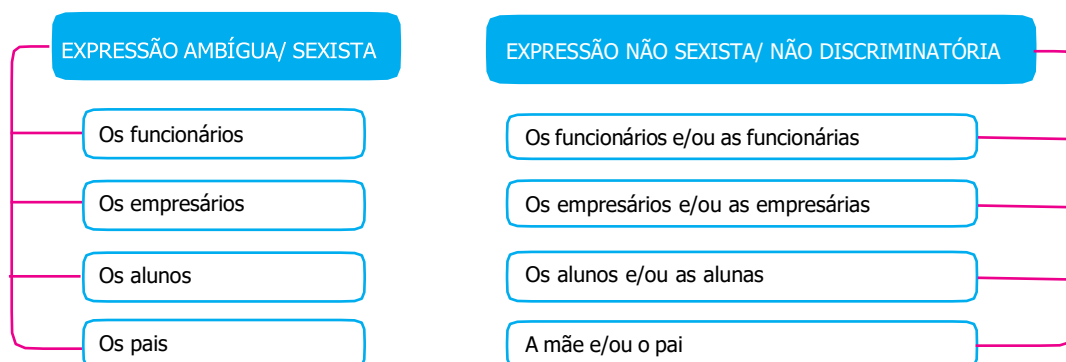 EXPRESSÃO AMBÍGUA/ SEXISTA
Os funcionários
Os empresários
Os alunos
Os pais
EXPRESSÃO NÃO SEXISTA/ NÃO DISCRIMINATÓRIA
Os funcionários e/ou as funcionárias
Os empresários e/ou as empresárias
Os alunos e/ou as alunas
A mãe e/ou o pai